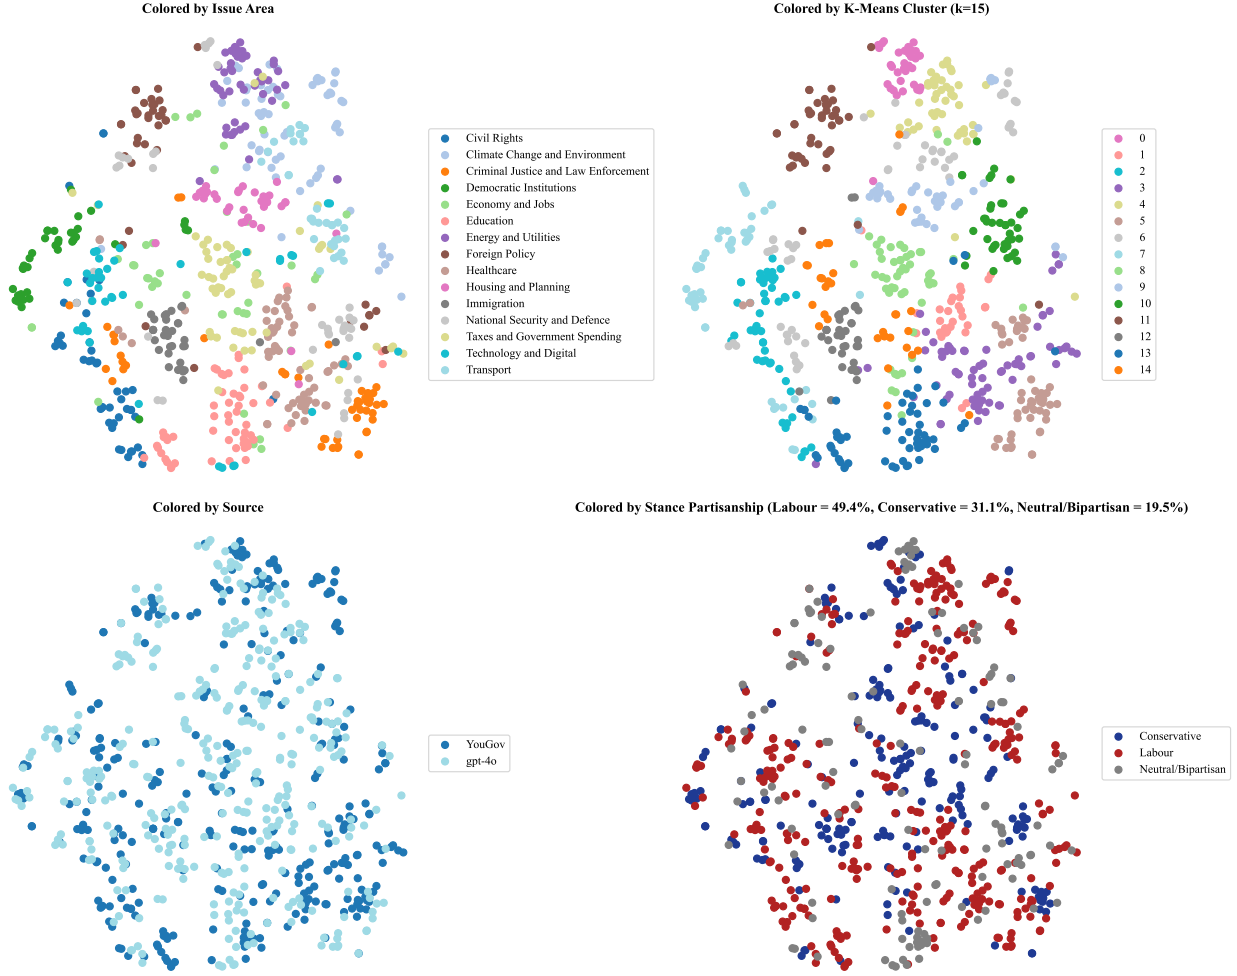 Colored by Issue Area
Civil Rights
Climate Change and Environment
Criminal Justice and Law Enforcement
Democratic Institutions
Economy and Jobs
Education
Energy and Utilities
Foreign Policy
Healthcare
Housing and Planning
Immigration
National Security and Defence
Taxes and Government Spending
Technology and Digital
Transport
Colored by K-Means Cluster (k=15)
0
1
2
3
4
5
6
7
8
9
10
11
12
13
14
Colored by Source
YouGov
gpt-4o
Colored by Stance Partisanship (Labour = 49.4%, Conservative = 31.1%, Neutral/Bipartisan = 19.5%)
Conservative
Labour
Neutral/Bipartisan